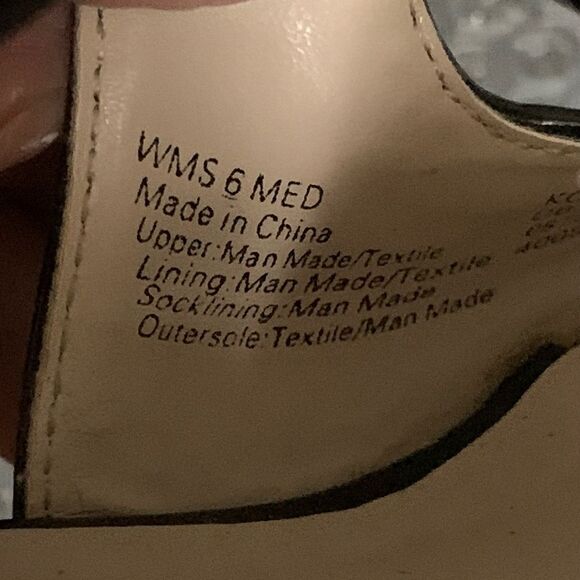 WMS 6 MED
Made in China
Upper:Man Made/Textile
Lining:Man Made/Textile
Socklining:Man Made
Outersole:Textile/Man Made